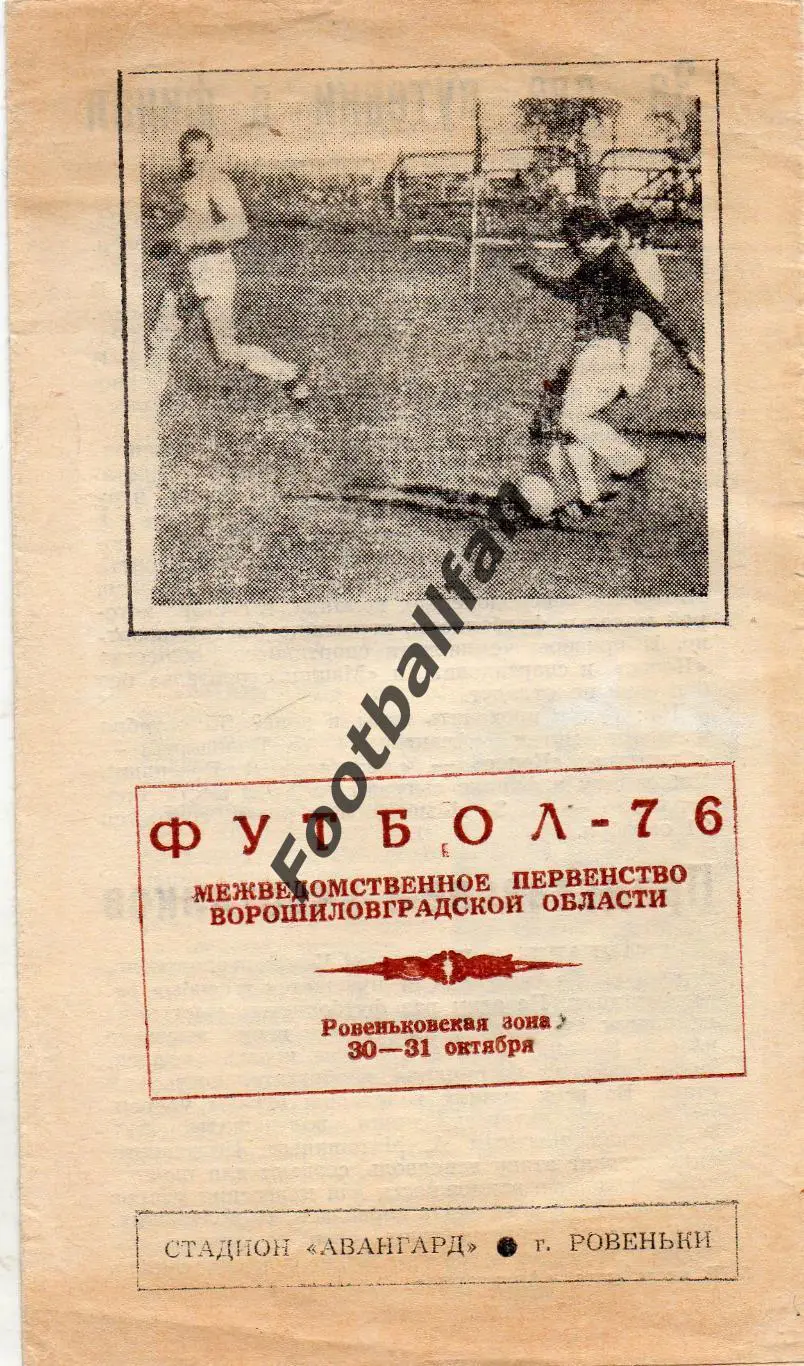 Footballfan
ФУТБОЛ-76
МЕЖВЕДОМСТВЕННОЕ ПЕРВЕНСТВО
ВОРОШИЛОВГРАДСКОЙ ОБЛАСТИ
Ровеньковская зона
30—31 октября
СТАДИОН «АВАНГАРД» ● г. РОВЕНЬКИ